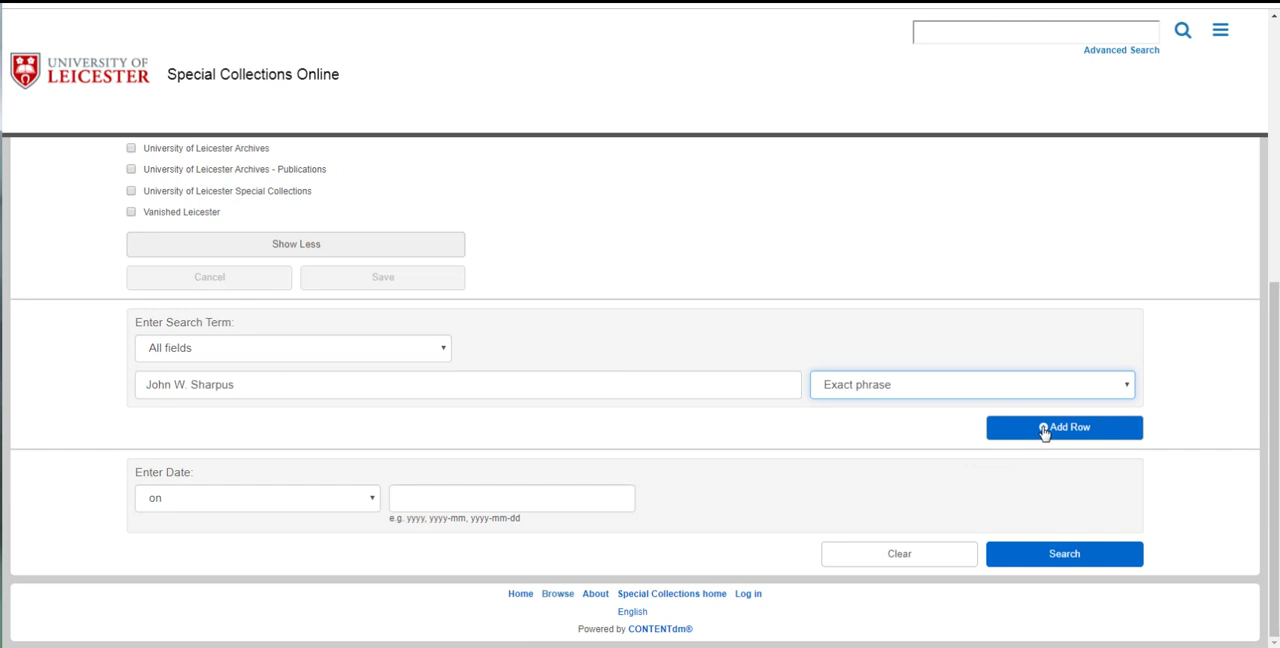 Advanced Search
UNIVERSITY OF
LEICESTER
Special Collections Online
University of Leicester Archives
University of Leicester Archives - Publications
University of Leicester Special Collections
Vanished Leicester
Show Less
Cancel Save
Enter Search Term:
All fields
John W. Sharpus Exact phrase
Add Row
Enter Date:
on
e.g. yyyy, yyyy-mm, yyyy-mm-dd
Clear Search
Home Browse About Special Collections home Log in
English
Powered by CONTENTdm®